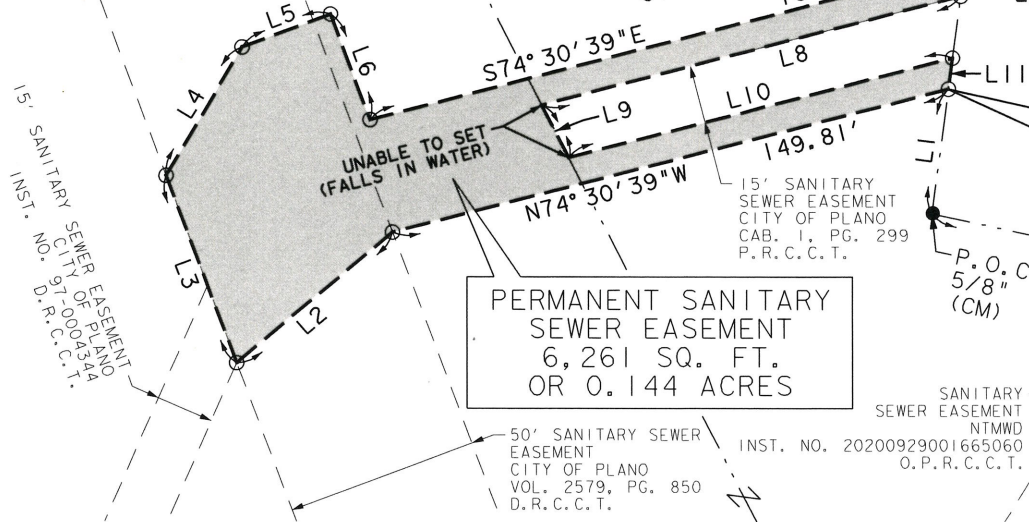 L5
L4
L6
S74° 30' 39"E
L8
L9
L10
L11
UNABLE TO SET
(FALLS IN WATER)
149.81'
N74° 30' 39"W
L1
15' SANITARY
SEWER EASEMENT
CITY OF PLANO
CAB. 1, PG. 299
P.R.C.C.T.
15' SANITARY SEWER EASEMENT
CITY OF PLANO
INST. NO. 97-0004344
D.R.C.C.T.
L3
L2
P.O.C
5/8"
(CM)
PERMANENT SANITARY
SEWER EASEMENT
6,261 SQ. FT.
OR 0.144 ACRES
SANITARY
SEWER EASEMENT
NTMWD
INST. NO. 20200929001665060
O.P.R.C.C.T.
50' SANITARY SEWER
EASEMENT
CITY OF PLANO
VOL. 2579, PG. 850
D.R.C.C.T.